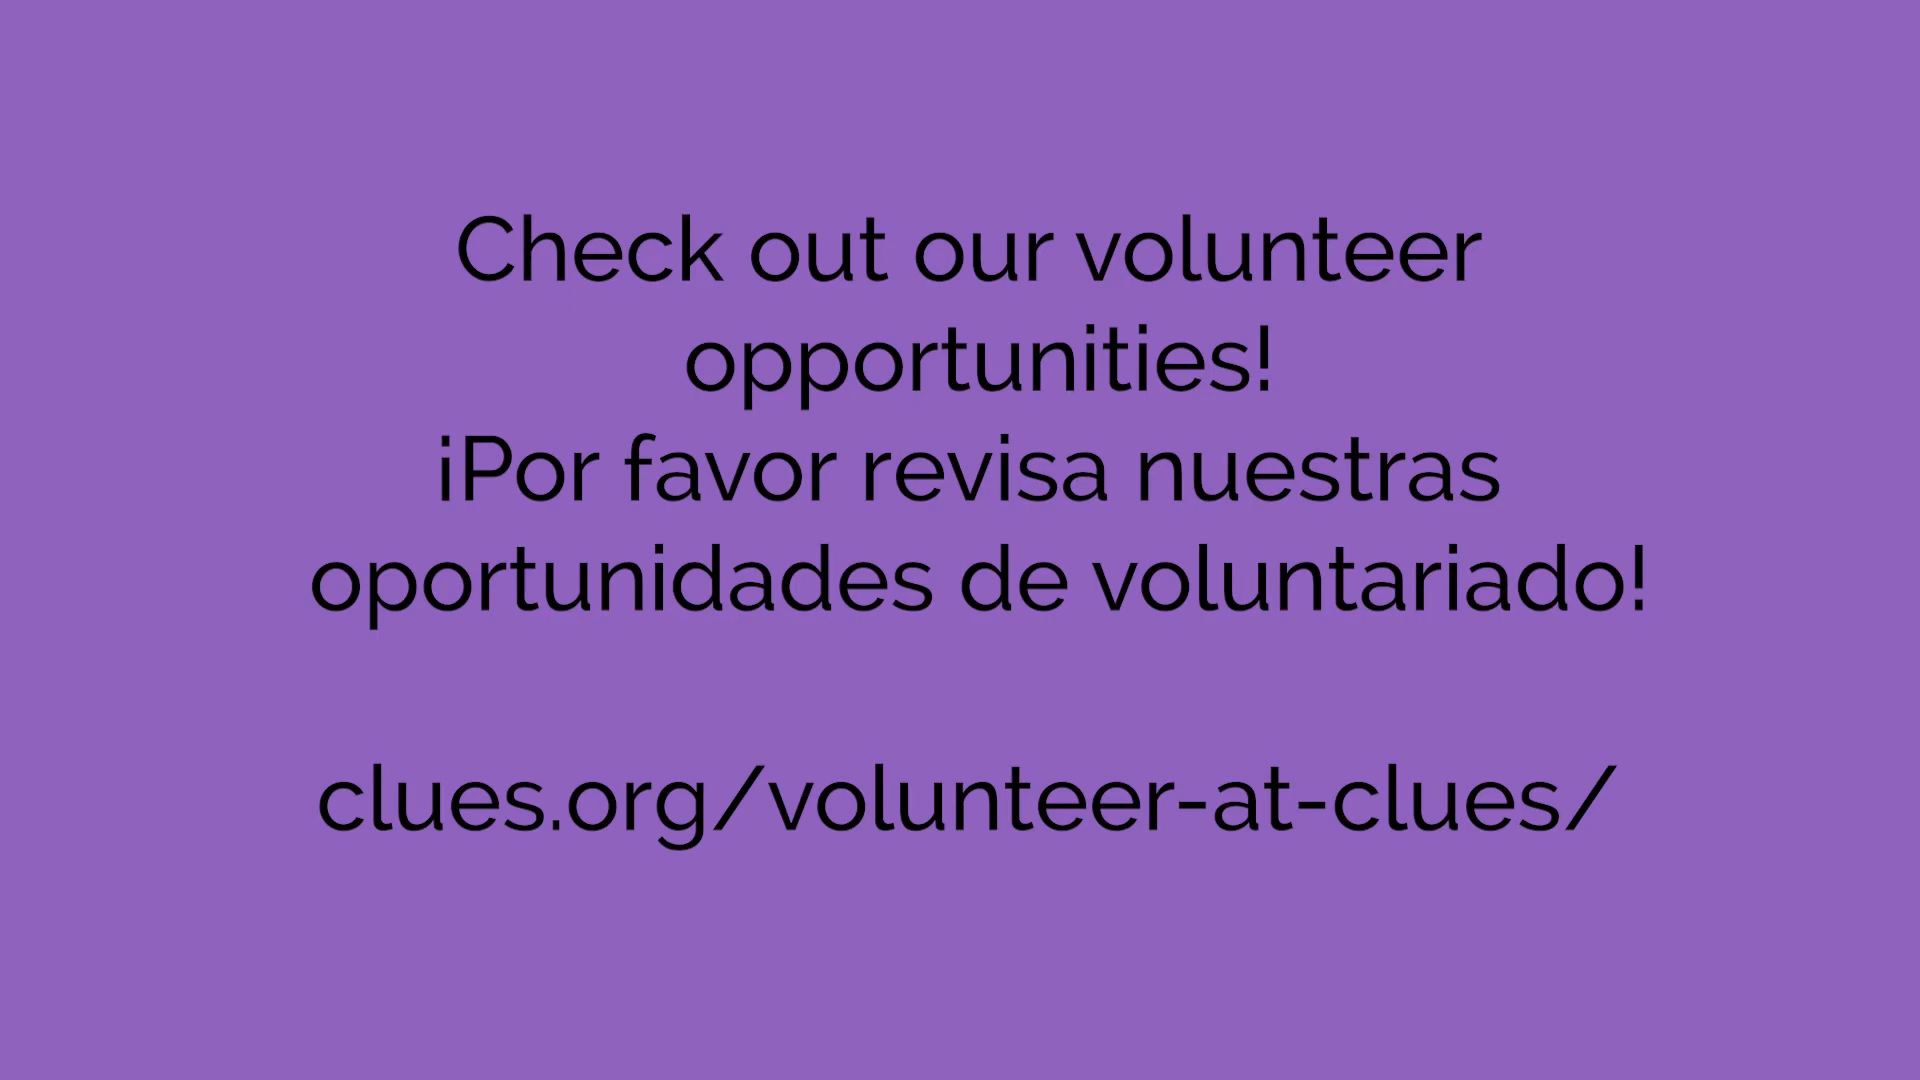 Check out our volunteer
opportunities!
¡Por favor revisa nuestras
oportunidades de voluntariado!
clues.org/volunteer-at-clues/